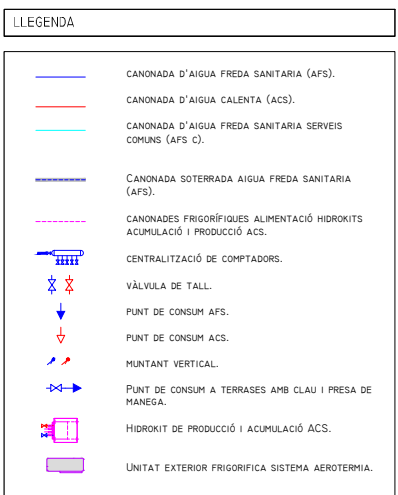 LLEGENDA
CANONADA D'AIGUA FREDA SANITARIA (AFS).
CANONADA D'AIGUA CALENTA (ACS).
CANONADA D'AIGUA FREDA SANITARIA SERVEIS
COMUNS (AFS C).
CANONADA SOTERRADA AIGUA FREDA SANITARIA
(AFS).
CANONADES FRIGORÍFIQUES ALIMENTACIÓ HIDROKITS
ACUMULACIÓ I PRODUCCIÓ ACS.
CENTRALITZACIÓ DE COMPTADORS.
VÀLVULA DE TALL.
PUNT DE CONSUM AFS.
PUNT DE CONSUM ACS.
MUNTANT VERTICAL.
PUNT DE CONSUM A TERRASES AMB CLAU I PRESA DE
MANEGA.
HIDROKIT DE PRODUCCIÓ I ACUMULACIÓ ACS.
UNITAT EXTERIOR FRIGORIFICA SISTEMA AEROTERMIA.